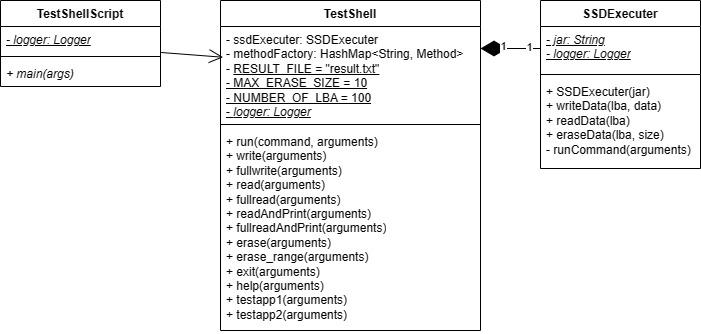 TestShellScript
- logger: Logger
+ main(args)
TestShell
- ssdExecuter: SSDExecuter
- methodFactory: HashMap<String, Method>
- RESULT_FILE = "result.txt"
- MAX_ERASE_SIZE = 10
- NUMBER_OF_LBA = 100
- logger: Logger
+ run(command, arguments)
+ write(arguments)
+ fullwrite(arguments)
+ read(arguments)
+ fullread(arguments)
+ readAndPrint(arguments)
+ fullreadAndPrint(arguments)
+ erase(arguments)
+ erase_range(arguments)
+ exit(arguments)
+ help(arguments)
+ testapp1(arguments)
+ testapp2(arguments)
1
1
SSDExecuter
- jar: String
- logger: Logger
+ SSDExecuter(jar)
+ writeData(lba, data)
+ readData(lba)
+ eraseData(lba, size)
- runCommand(arguments)